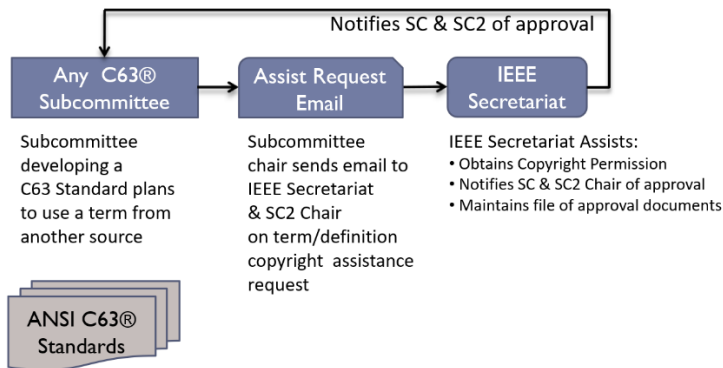 Notifies SC & SC2 of approval
Any C63®
Subcommittee
Assist Request
Email
IEEE
Secretariat
Subcommittee
developing a
C63 Standard plans
to use a term from
another source
Subcommittee
chair sends email to
IEEE Secretariat
& SC2 Chair
on term/definition
copyright assistance
request
IEEE Secretariat Assists:
• Obtains Copyright Permission
• Notifies SC & SC2 Chair of approval
• Maintains file of approval documents
ANSI C63®
Standards